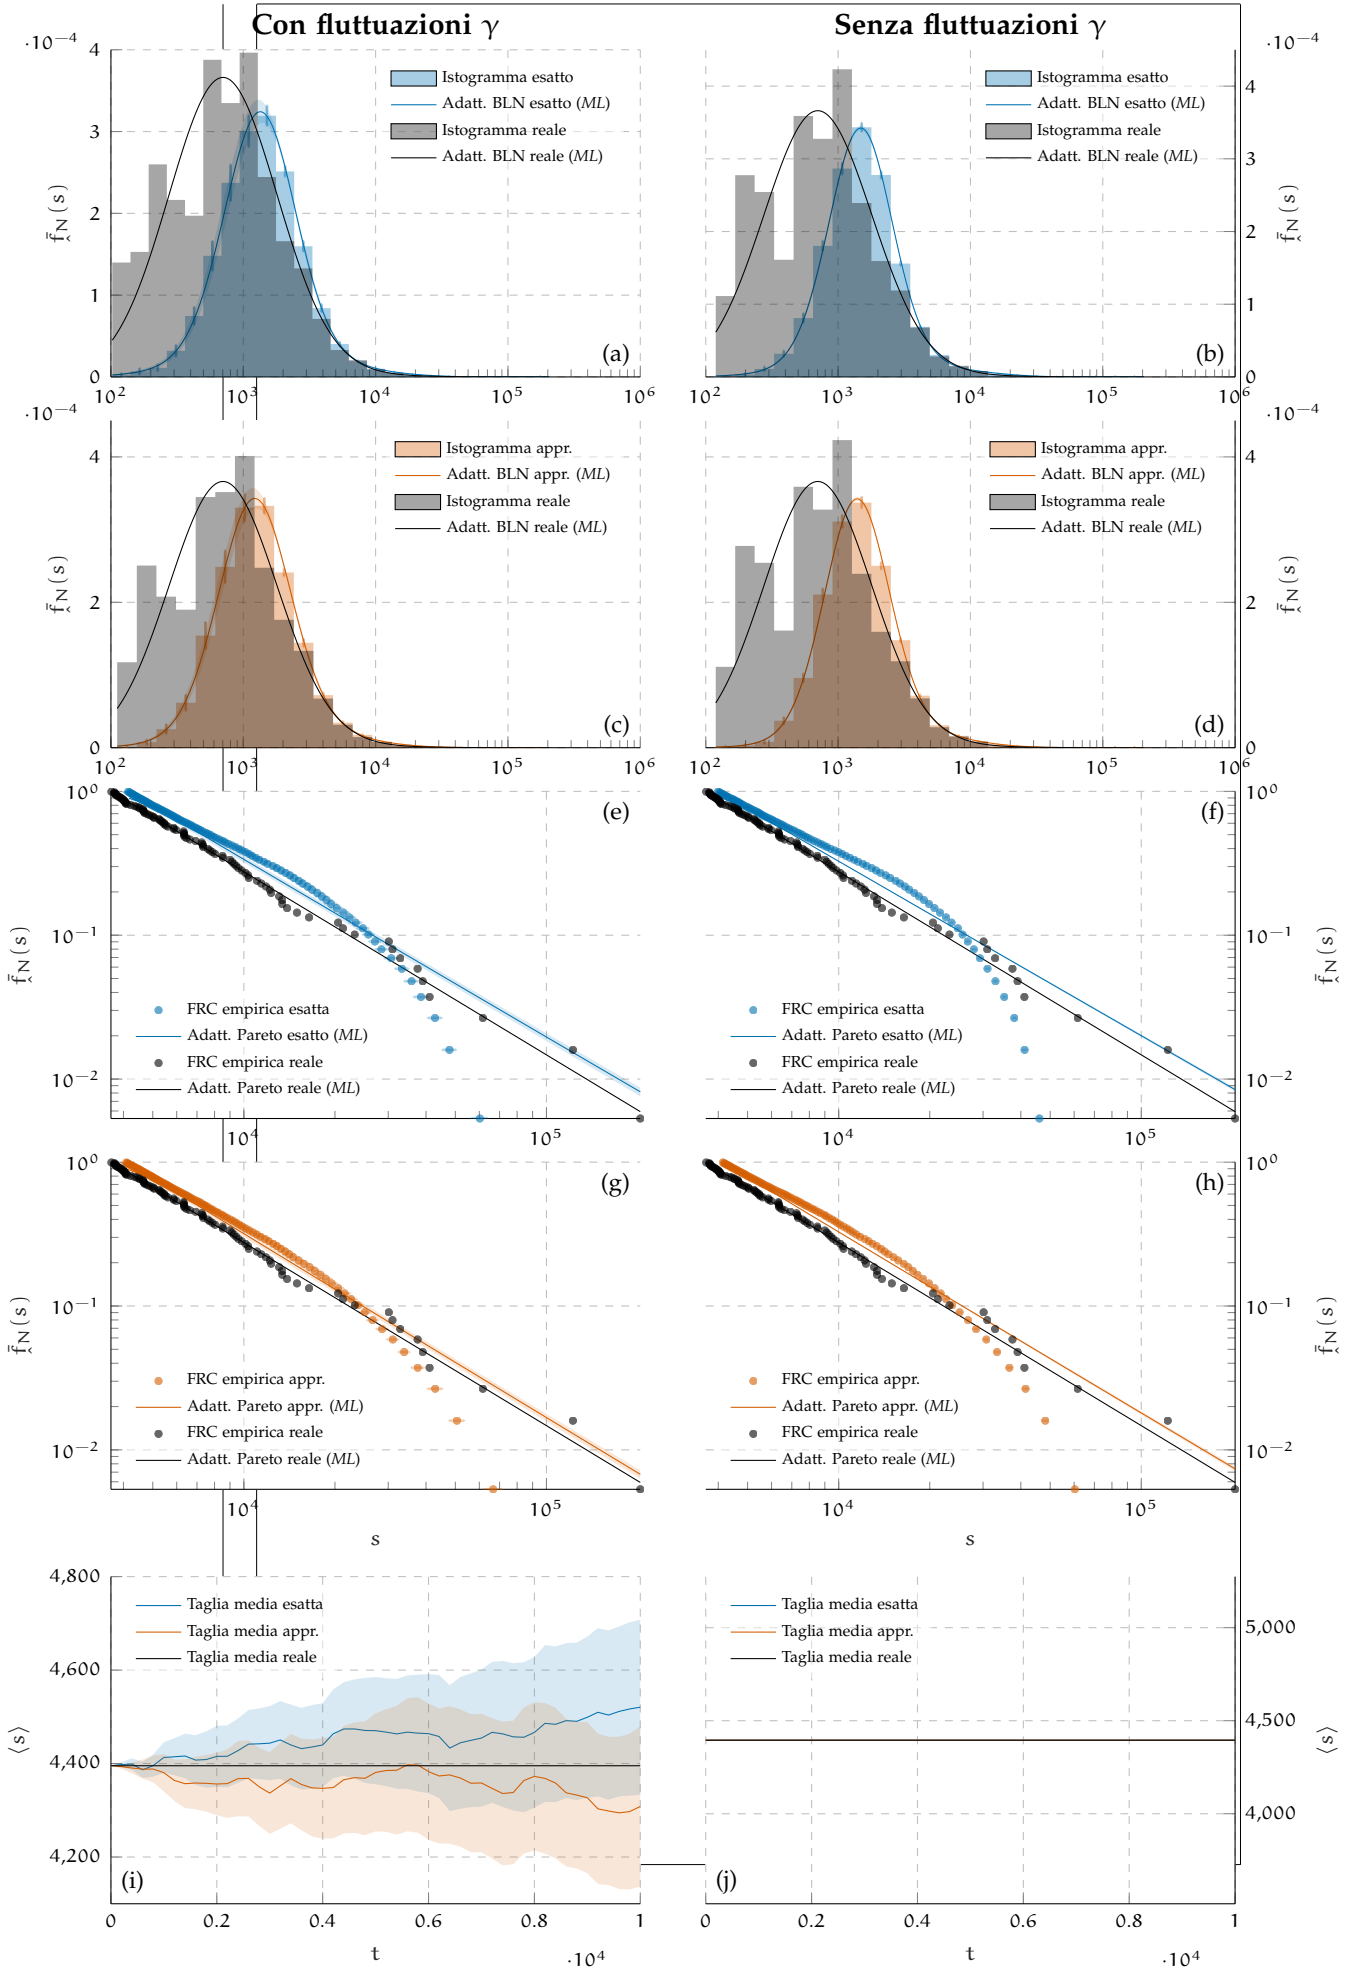 Con fluttuazioni γ
Senza fluttuazioni γ
·10⁻⁴
·10⁻⁴
Istogramma esatto
Adatt. BLN esatto (ML)
Istogramma reale
Adatt. BLN reale (ML)
Istogramma esatto
Adatt. BLN esatto (ML)
Istogramma reale
Adatt. BLN reale (ML)
4
3
2
1
0
4
3
2
1
0
f̂̄N(s)
f̂̄N(s)
(a)
(b)
10² 10³ 10⁴ 10⁵ 10⁶
10² 10³ 10⁴ 10⁵ 10⁶
·10⁻⁴
·10⁻⁴
Istogramma appr.
Adatt. BLN appr. (ML)
Istogramma reale
Adatt. BLN reale (ML)
Istogramma appr.
Adatt. BLN appr. (ML)
Istogramma reale
Adatt. BLN reale (ML)
4
2
0
4
2
0
f̂̄N(s)
f̂̄N(s)
(c)
(d)
10² 10³ 10⁴ 10⁵ 10⁶
10² 10³ 10⁴ 10⁵ 10⁶
10⁰
10⁻¹
10⁻²
10⁰
10⁻¹
10⁻²
(e)
(f)
f̂̄N(s)
f̂̄N(s)
FRC empirica esatta
Adatt. Pareto esatto (ML)
FRC empirica reale
Adatt. Pareto reale (ML)
FRC empirica esatta
Adatt. Pareto esatto (ML)
FRC empirica reale
Adatt. Pareto reale (ML)
10⁴ 10⁵
10⁴ 10⁵
10⁰
10⁻¹
10⁻²
10⁰
10⁻¹
10⁻²
(g)
(h)
f̂̄N(s)
f̂̄N(s)
FRC empirica appr.
Adatt. Pareto appr. (ML)
FRC empirica reale
Adatt. Pareto reale (ML)
FRC empirica appr.
Adatt. Pareto appr. (ML)
FRC empirica reale
Adatt. Pareto reale (ML)
10⁴ 10⁵
10⁴ 10⁵
s
s
4,800
4,600
4,400
4,200
Taglia media esatta
Taglia media appr.
Taglia media reale
Taglia media esatta
Taglia media appr.
Taglia media reale
5,000
4,500
4,000
⟨s⟩
⟨s⟩
(i)
(j)
0 0.2 0.4 0.6 0.8 1
0 0.2 0.4 0.6 0.8 1
t
·10⁴
t
·10⁴